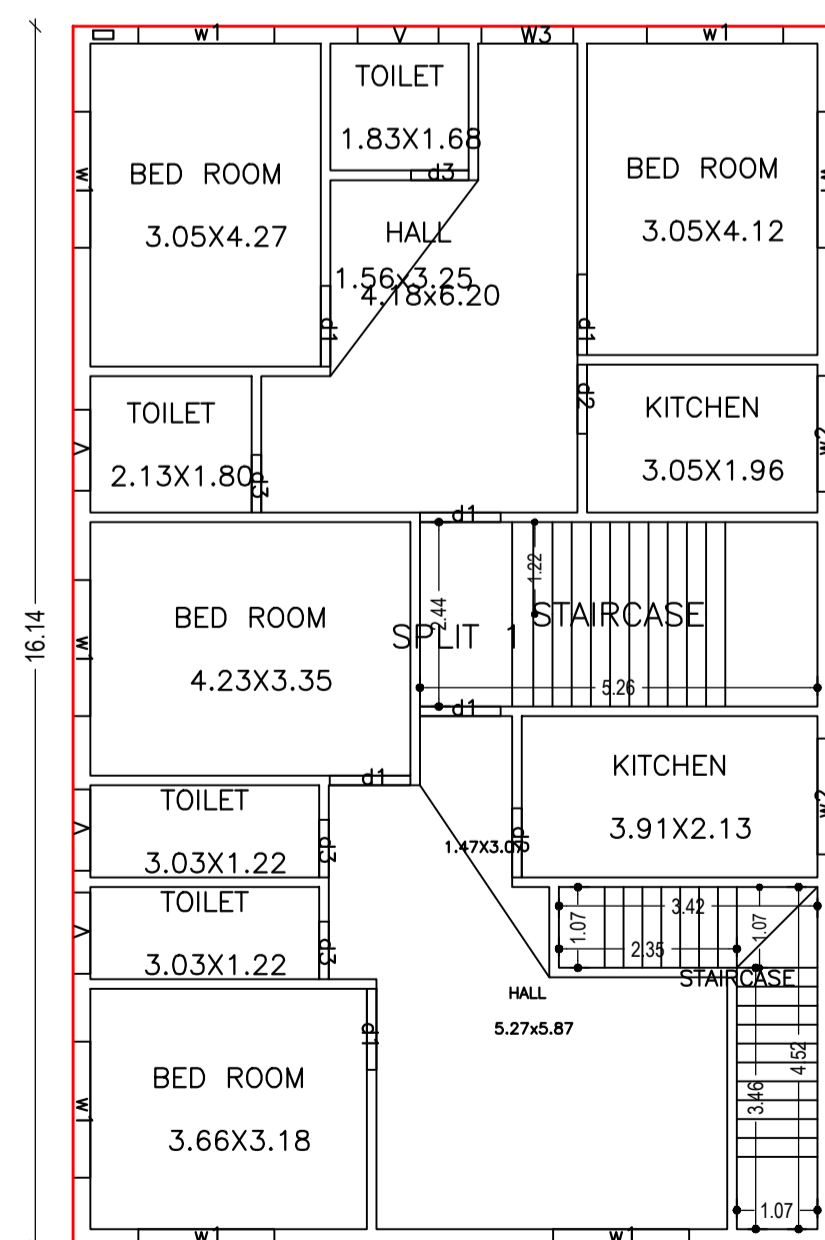 w1
V
W3
w1
TOILET
1.83X1.68
d3
BED ROOM
3.05X4.27
w1
BED ROOM
3.05X4.12
HALL
1.56x3.25
4.18x6.20
d1
d1
TOILET
2.13X1.80
V
d3
d2
KITCHEN
3.05X1.96
w2
d1
16.14
BED ROOM
4.23X3.35
w1
2.44
1.22
STAIRCASE
SPLIT 1
5.26
d1
KITCHEN
3.91X2.13
w2
d1
TOILET
3.03X1.22
V
d3
1.47X3.05
TOILET
3.03X1.22
V
d3
3.42
1.07
1.07
2.35
STAIRCASE
HALL
5.27x5.87
d1
BED ROOM
3.66X3.18
w1
4.52
3.46
1.07
w1
w1